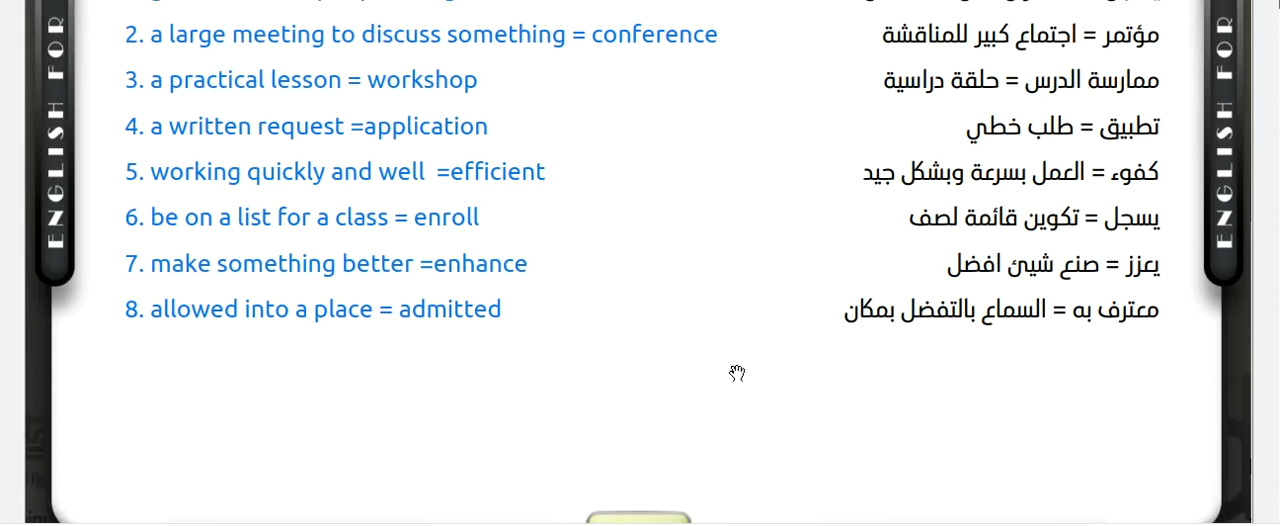 2. a large meeting to discuss something = conference مؤتمر = اجتماع كبير للمناقشة
3. a practical lesson = workshop ممارسة الدرس = حلقة دراسية
4. a written request =application تطبيق = طلب خطي
5. working quickly and well =efficient كفوء = العمل بسرعة وبشكل جيد
6. be on a list for a class = enroll يسجل = تكوين قائمة لصف
7. make something better =enhance يعزز = صنع شيئ افضل
8. allowed into a place = admitted معترف به = السماع بالتفضل بمكان
ENGLISH FOR
ENGLISH FOR